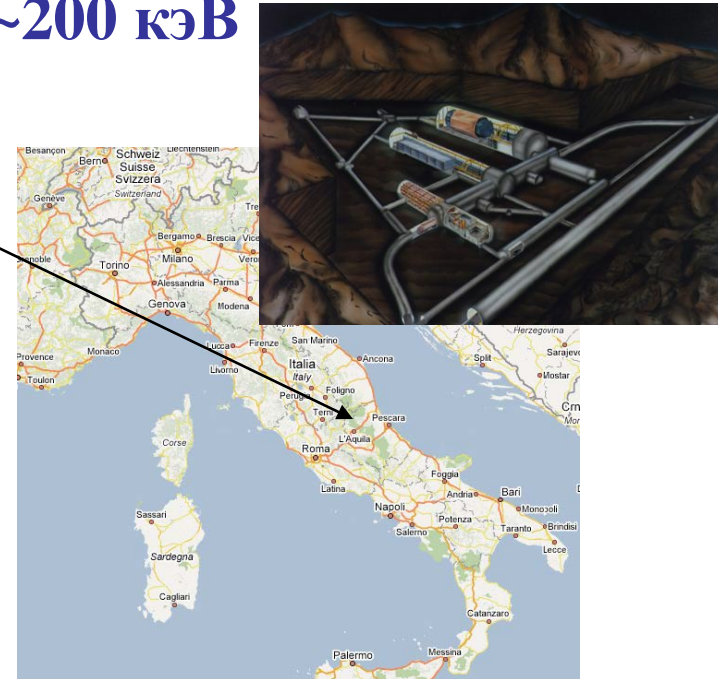 ~200 кэВ
Besançon
Bern
Schweiz
Suisse
Svizzera
Switzerland
Liechtenstein
Genève
Bergamo
Brescia
Torino
Milano
Alessandria
Parma
Genova
Modena
Provence
Monaco
Toulon
Lucca
Firenze
San Marino
Livorno
Italia
Italy
Ancona
Perugia
Foligno
Terni
Pescara
L'Aquila
Roma
Latina
Corse
Sassari
Sardegna
Cagliari
Herzegovina
Split
Sarajevo
Mostar
Foggia
Andria
Bari
Napoli
Monopoli
Salerno
Potenza
Taranto
Brindisi
Lecce
Catanzaro
Palermo
Messina